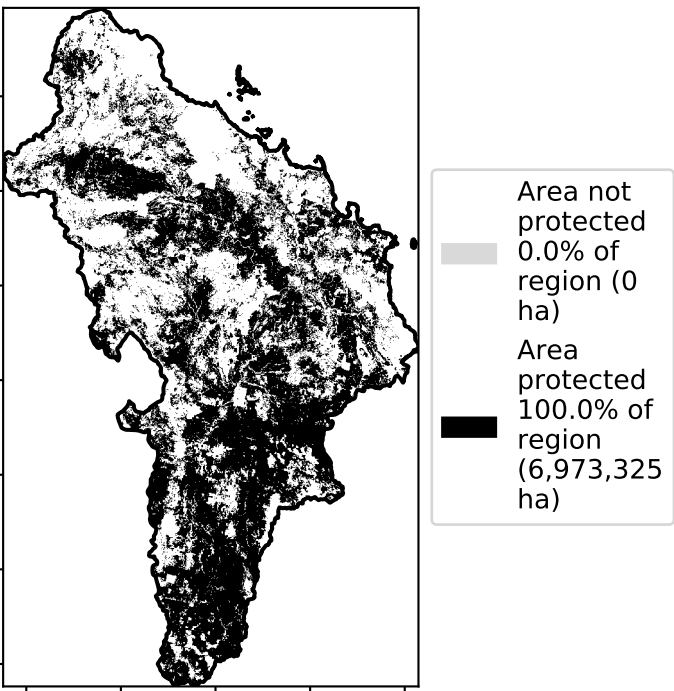 Area not
protected
0.0% of
region (0
ha)
Area
protected
100.0% of
region
(6,973,325
ha)